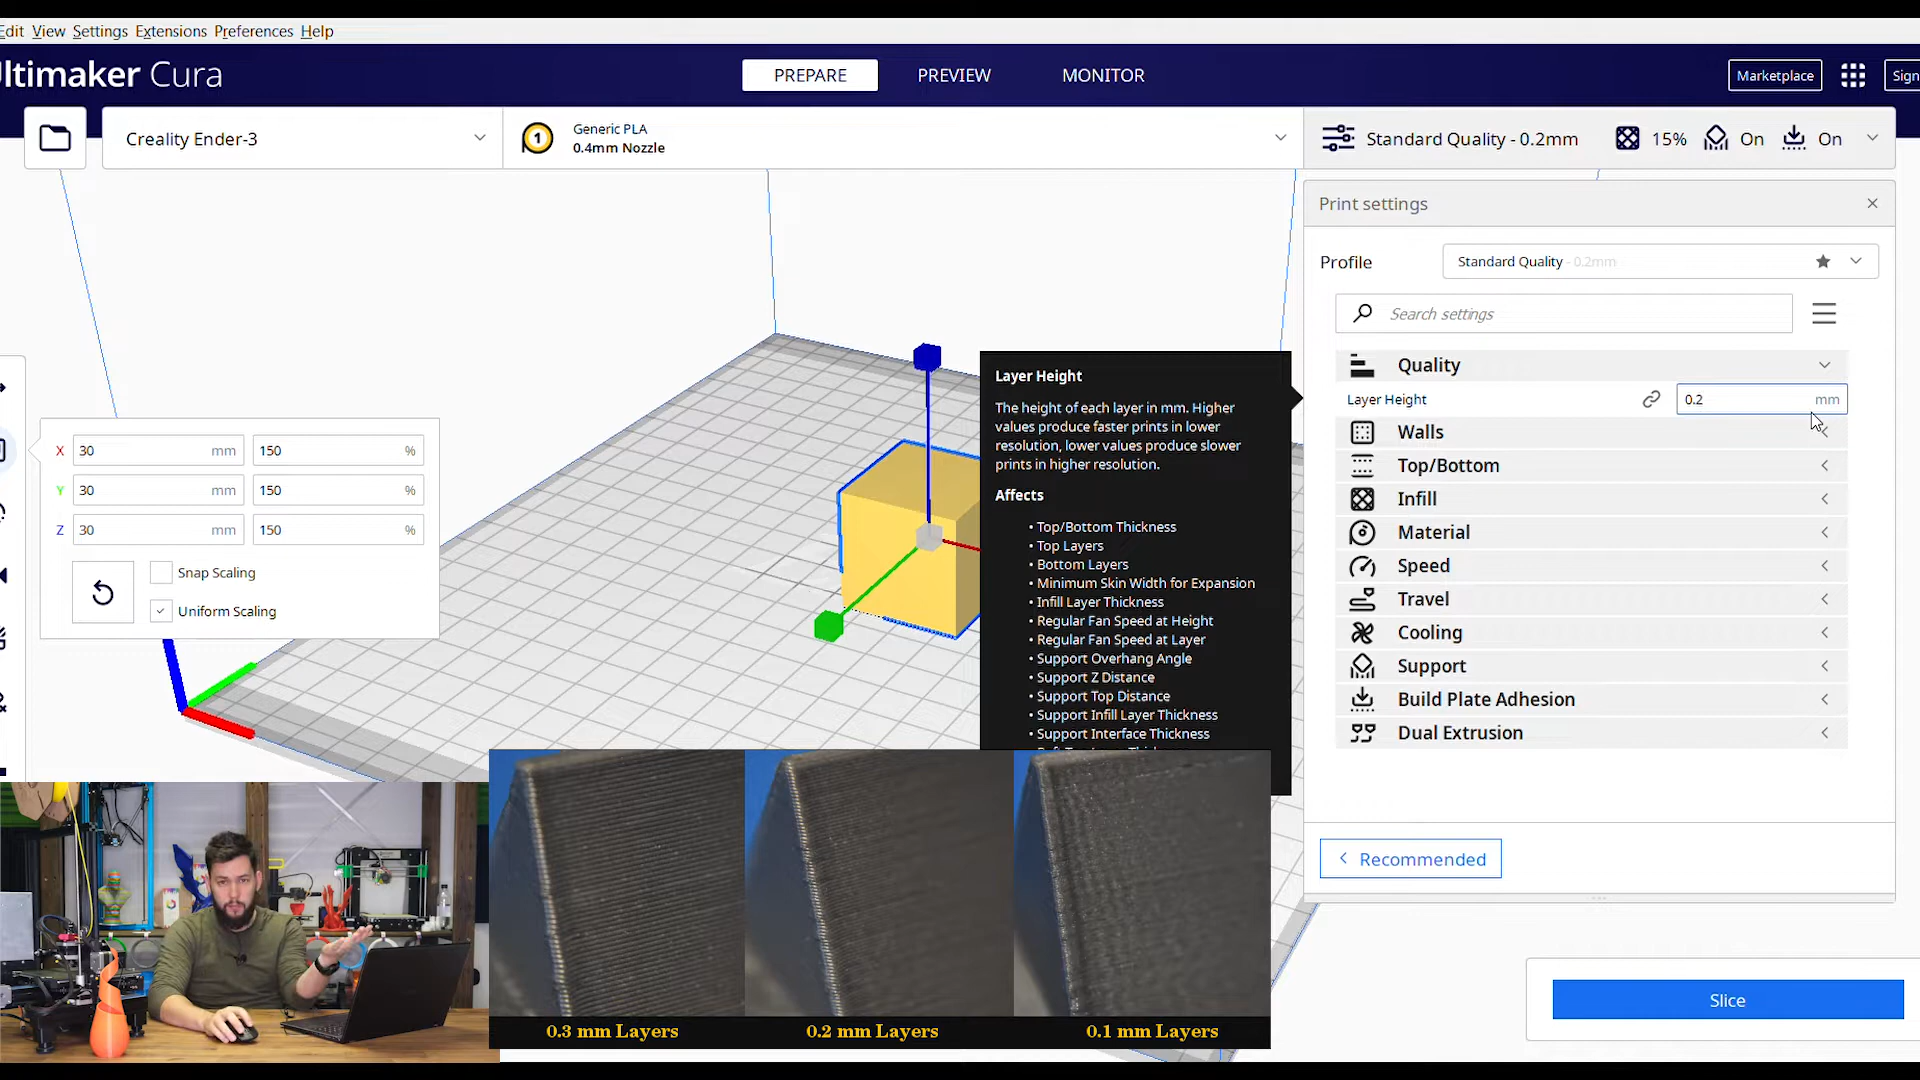 Edit View Settings Extensions Preferences Help
Ultimaker Cura
PREPARE
PREVIEW
MONITOR
Marketplace
Sign
Creality Ender-3
1
Generic PLA
0.4mm Nozzle
Standard Quality - 0.2mm
15%
On
On
Print settings
Profile
Standard Quality - 0.2mm
Search settings
Quality
Layer Height
0.2 mm
Walls
Top/Bottom
Infill
Material
Speed
Travel
Cooling
Support
Build Plate Adhesion
Dual Extrusion
Recommended
Slice
X 30 mm 150 %
Y 30 mm 150 %
Z 30 mm 150 %
Snap Scaling
Uniform Scaling
Layer Height
The height of each layer in mm. Higher
values produce faster prints in lower
resolution, lower values produce slower
prints in higher resolution.
Affects
• Top/Bottom Thickness
• Top Layers
• Bottom Layers
• Minimum Skin Width for Expansion
• Infill Layer Thickness
• Regular Fan Speed at Height
• Regular Fan Speed at Layer
• Support Overhang Angle
• Support Z Distance
• Support Top Distance
• Support Infill Layer Thickness
• Support Interface Thickness
0.3 mm Layers
0.2 mm Layers
0.1 mm Layers